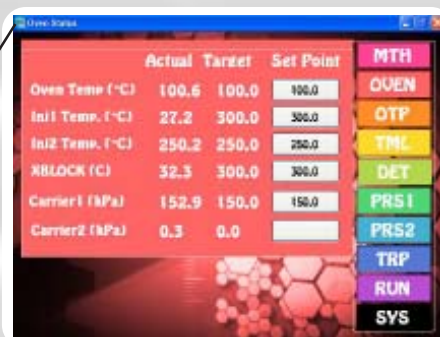 Oven Status
Actual Target Set Point
Oven Temp (°C) 100.6 100.0 100.0
Inj1 Temp. (°C) 27.2 300.0 300.0
Inj2 Temp. (°C) 250.2 250.0 250.0
XBLOCK (C) 32.3 300.0 300.0
Carrier1 (kPa) 152.9 150.0 150.0
Carrier2 (kPa) 0.3 0.0
MTH
OVEN
OTP
TML
DET
PRS1
PRS2
TRP
RUN
SYS